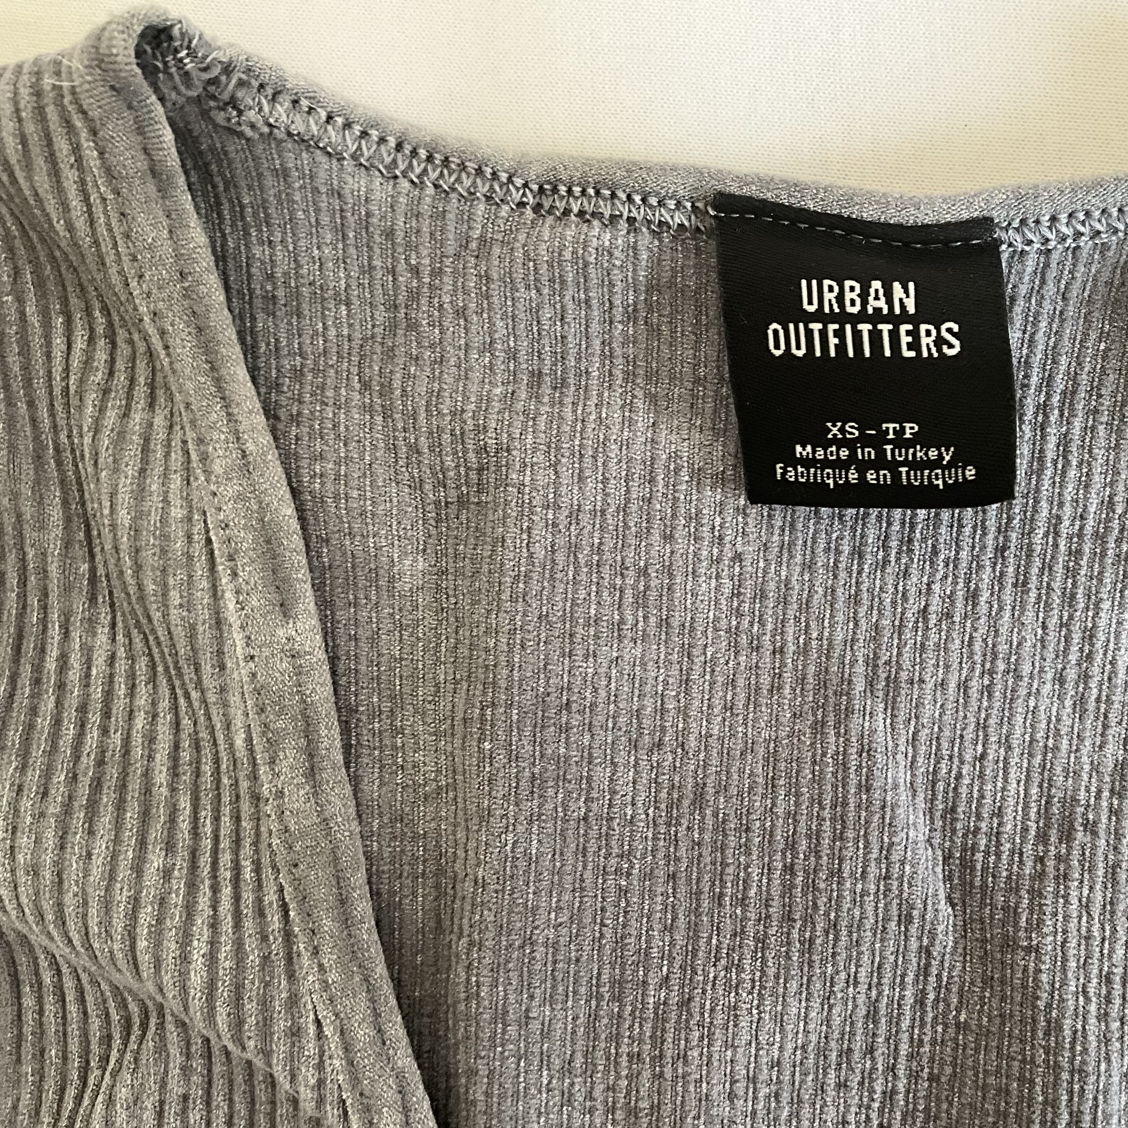 URBAN
OUTFITTERS
XS-TP
Made in Turkey
Fabriqué en Turquie